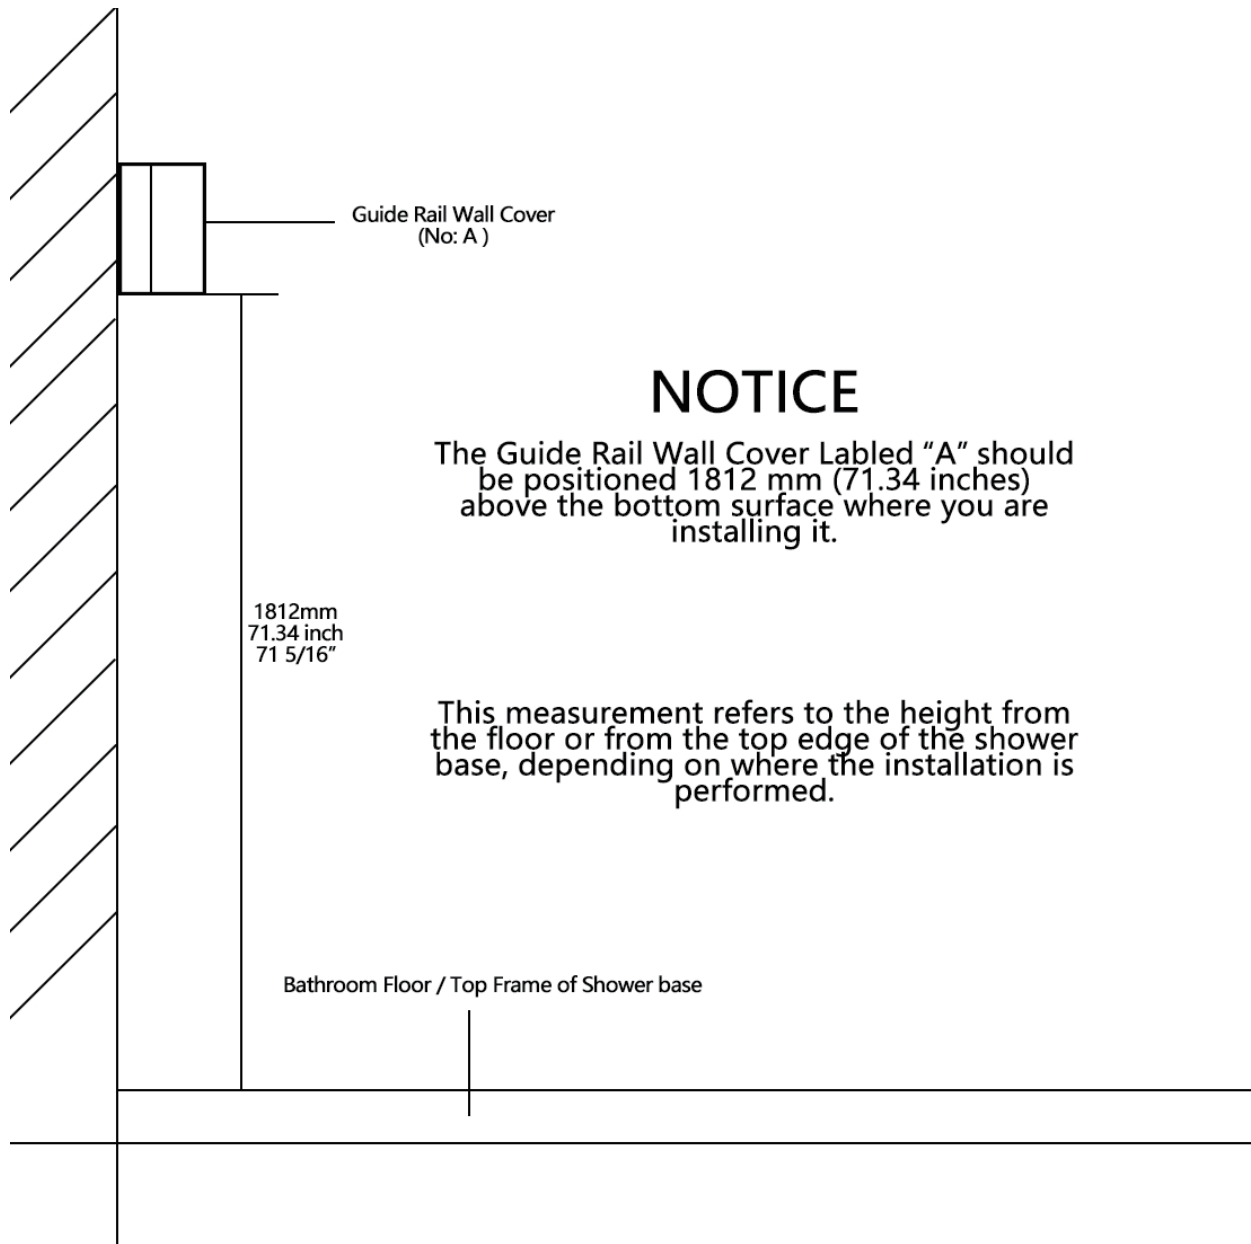 Guide Rail Wall Cover
(No: A )
NOTICE
The Guide Rail Wall Cover Labled “A” should
be positioned 1812 mm (71.34 inches)
above the bottom surface where you are
installing it.
1812mm
71.34 inch
71 5/16”
This measurement refers to the height from
the floor or from the top edge of the shower
base, depending on where the installation is
performed.
Bathroom Floor / Top Frame of Shower base